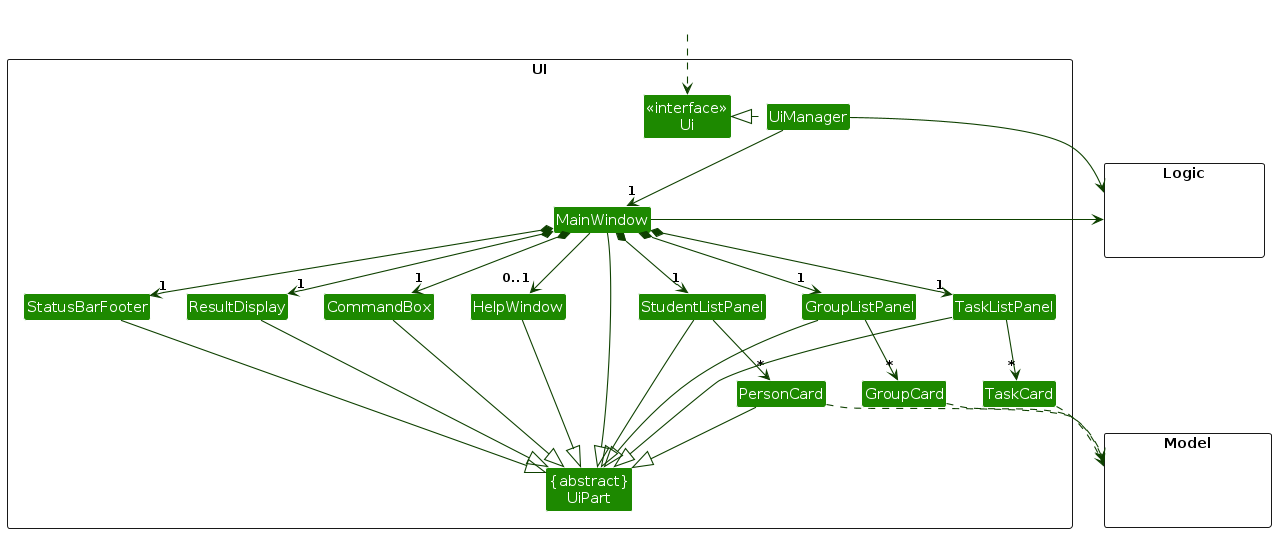 UI
«interface»
Ui
UiManager
Logic
1
MainWindow
1
1
1
0..1
1
1
1
StatusBarFooter
ResultDisplay
CommandBox
HelpWindow
StudentListPanel
GroupListPanel
TaskListPanel
*
*
*
PersonCard
GroupCard
TaskCard
Model
{abstract}
UiPart